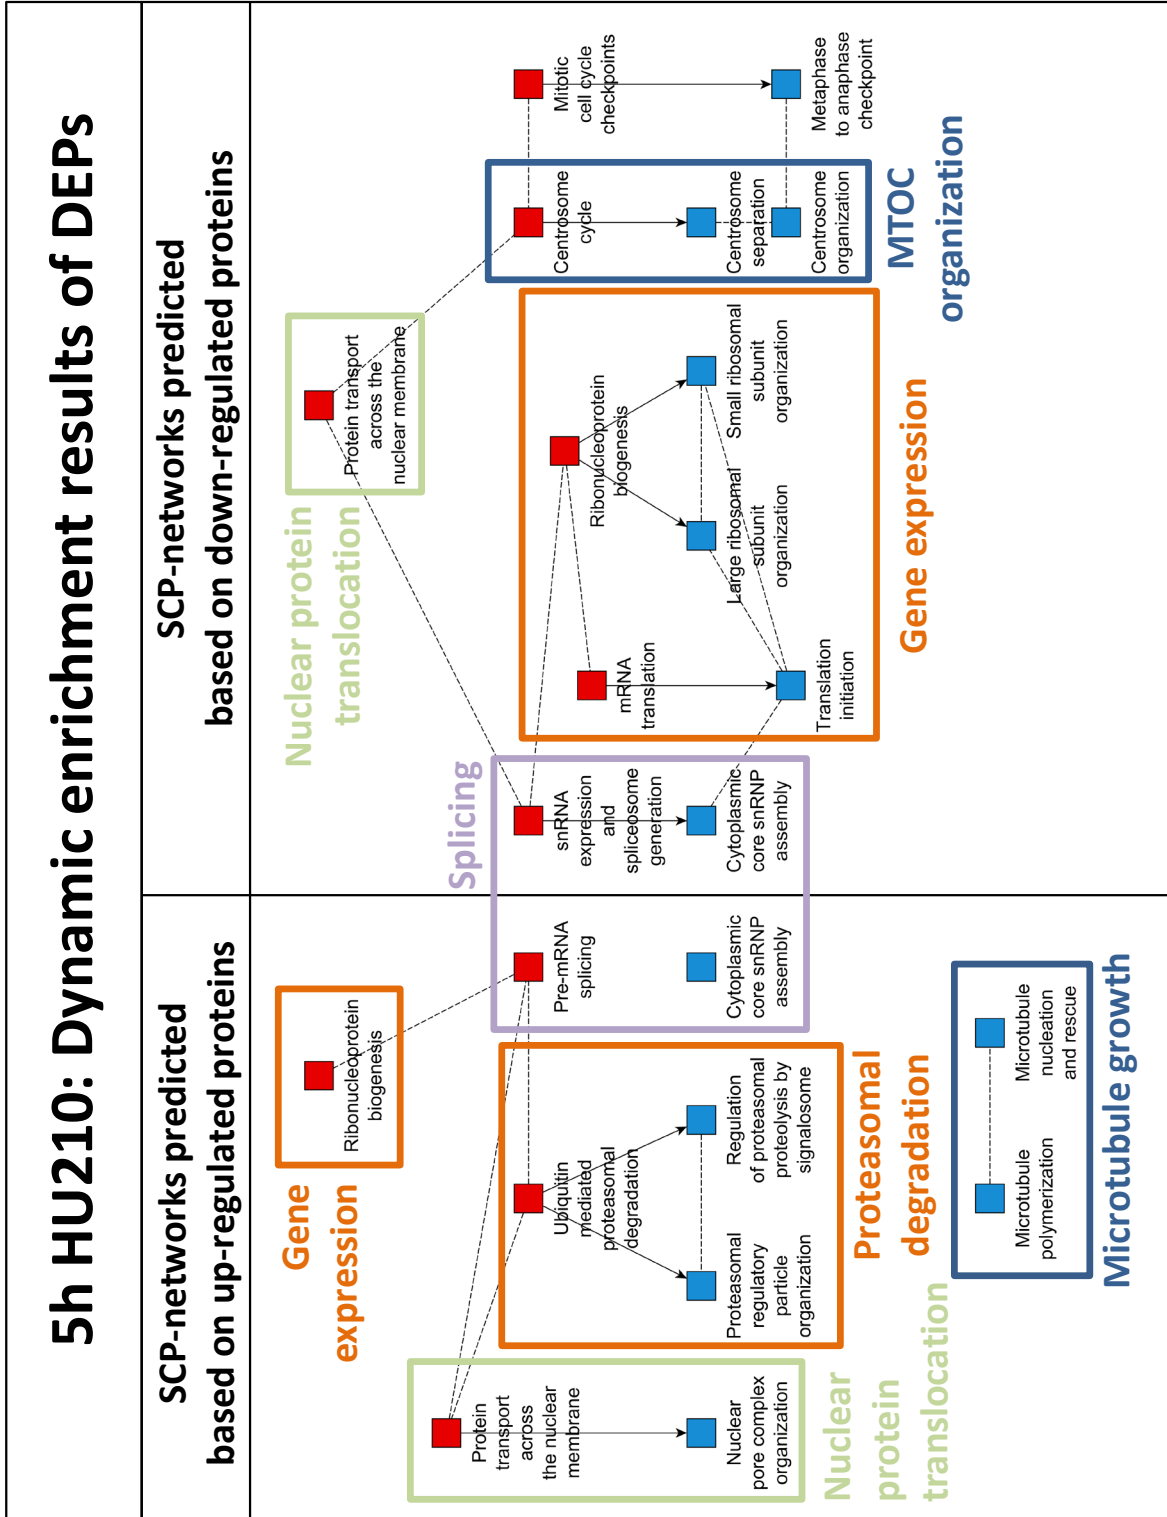 5h HU210: Dynamic enrichment results of DEPs
SCP-networks predicted
based on up-regulated proteins
SCP-networks predicted
based on down-regulated proteins
Gene
expression
Ribonucleoprotein
biogenesis
Protein
transport
across
the nuclear
membrane
Nuclear
pore complex
organization
Nuclear
protein
translocation
Ubiquitin
mediated
proteasomal
degradation
Proteasomal
regulatory
particle
organization
Regulation
of proteasomal
proteolysis by
signalosome
Proteasomal
degradation
Microtubule
polymerization
Microtubule
nucleation
and rescue
Microtubule growth
Splicing
Pre-mRNA
splicing
Cytoplasmic
core snRNP
assembly
snRNA
expression
and
spliceosome
generation
Cytoplasmic
core snRNP
assembly
Nuclear protein
translocation
Protein transport
across the
nuclear membrane
mRNA
translation
Translation
initiation
Ribonucleoprotein
biogenesis
Large ribosomal
subunit
organization
Small ribosomal
subunit
organization
Gene expression
Centrosome
cycle
Centrosome
separation
Centrosome
organization
MTOC
organization
Mitotic
cell cycle
checkpoints
Metaphase
to anaphase
checkpoint